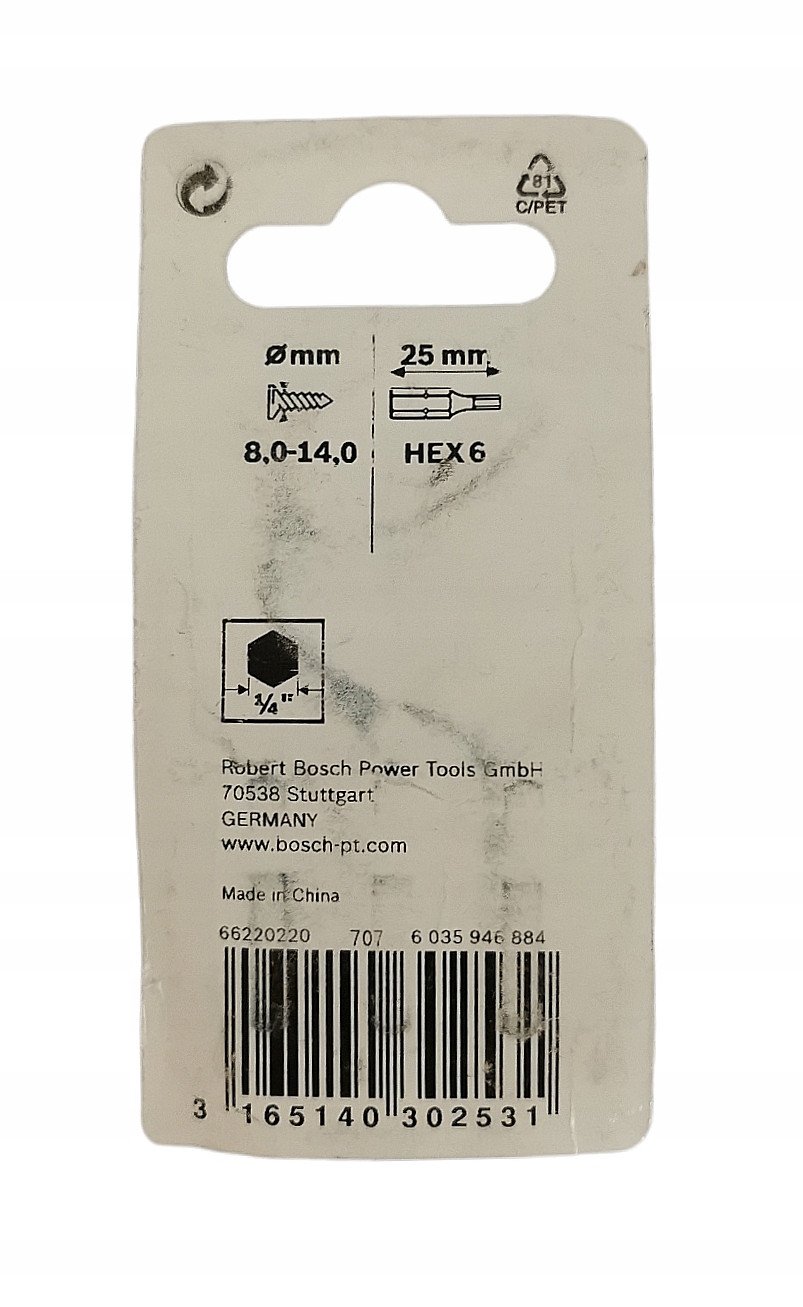 81
C/PET
Ømm
25 mm
8,0-14,0
HEX 6
1/4"
Robert Bosch Power Tools GmbH
70538 Stuttgart
GERMANY
www.bosch-pt.com
Made in China
66220220 707 6 035 946 884
3 165140 302531